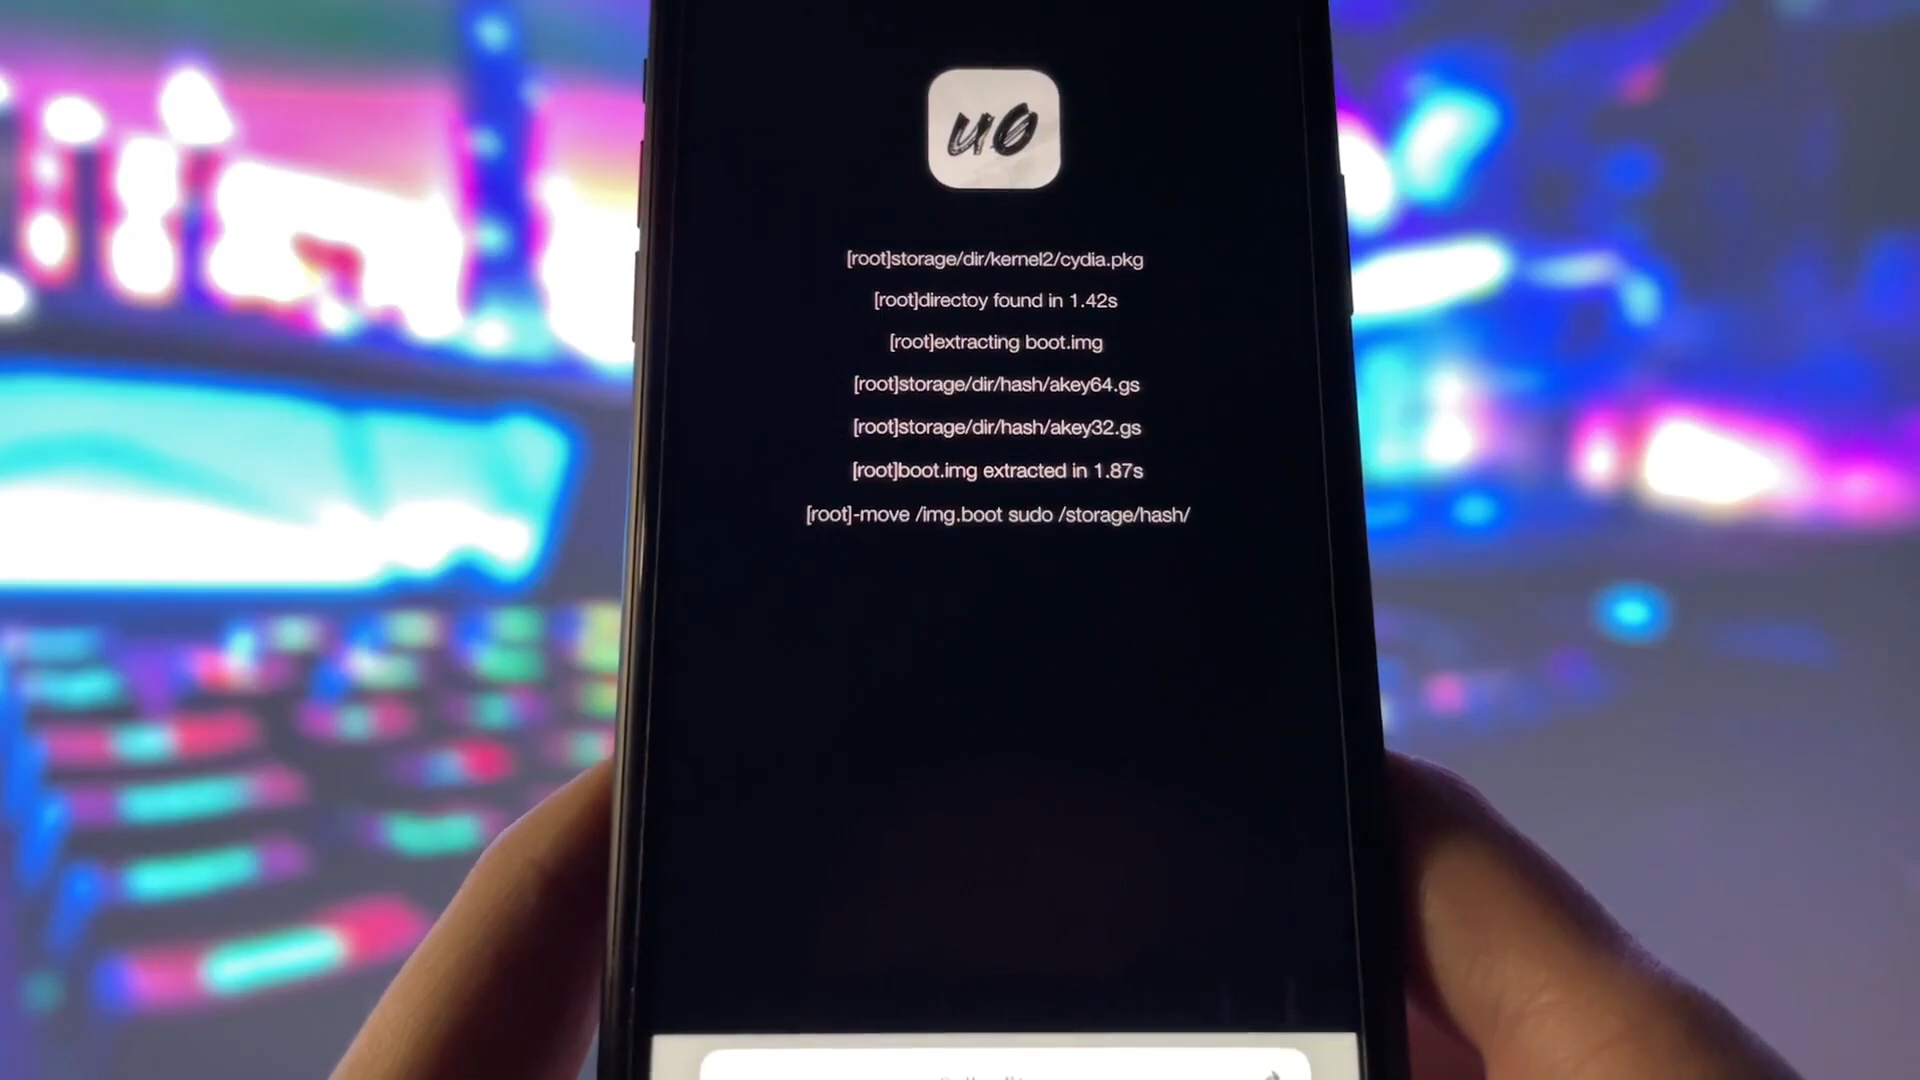 u0
[root]storage/dir/kernel2/cydia.pkg
[root]directoy found in 1.42s
[root]extracting boot.img
[root]storage/dir/hash/akey64.gs
[root]storage/dir/hash/akey32.gs
[root]boot.img extracted in 1.87s
[root]-move /img.boot sudo /storage/hash/